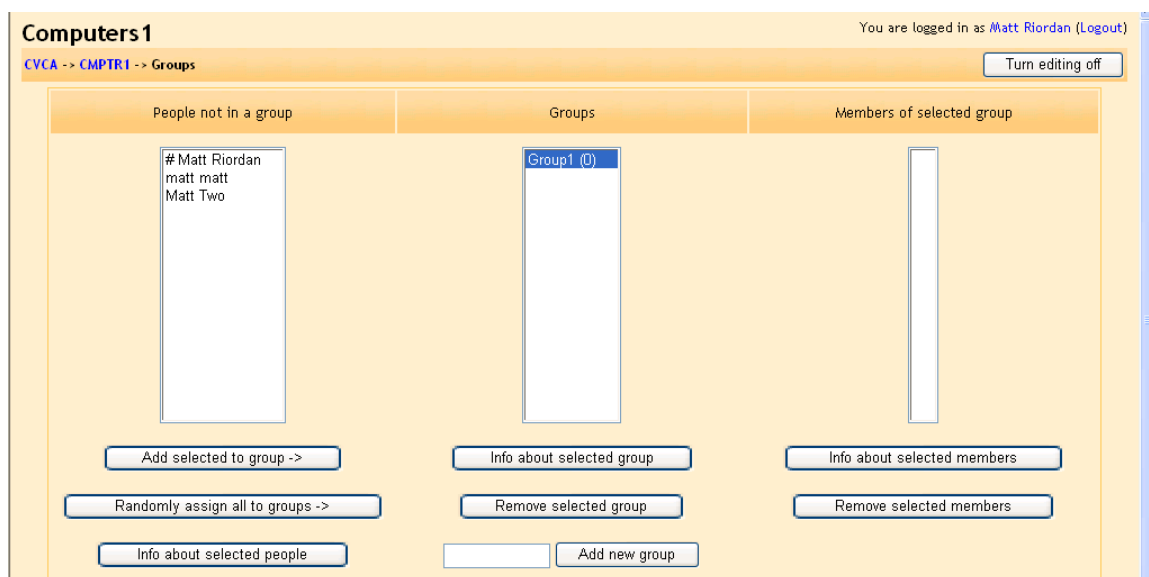 Computers1
You are logged in as Matt Riordan (Logout)
CVCA -> CMPTR1 -> Groups
Turn editing off
People not in a group
Groups
Members of selected group
# Matt Riordan
matt matt
Matt Two
Group1 (0)
Add selected to group ->
Info about selected group
Info about selected members
Randomly assign all to groups ->
Remove selected group
Remove selected members
Info about selected people
Add new group